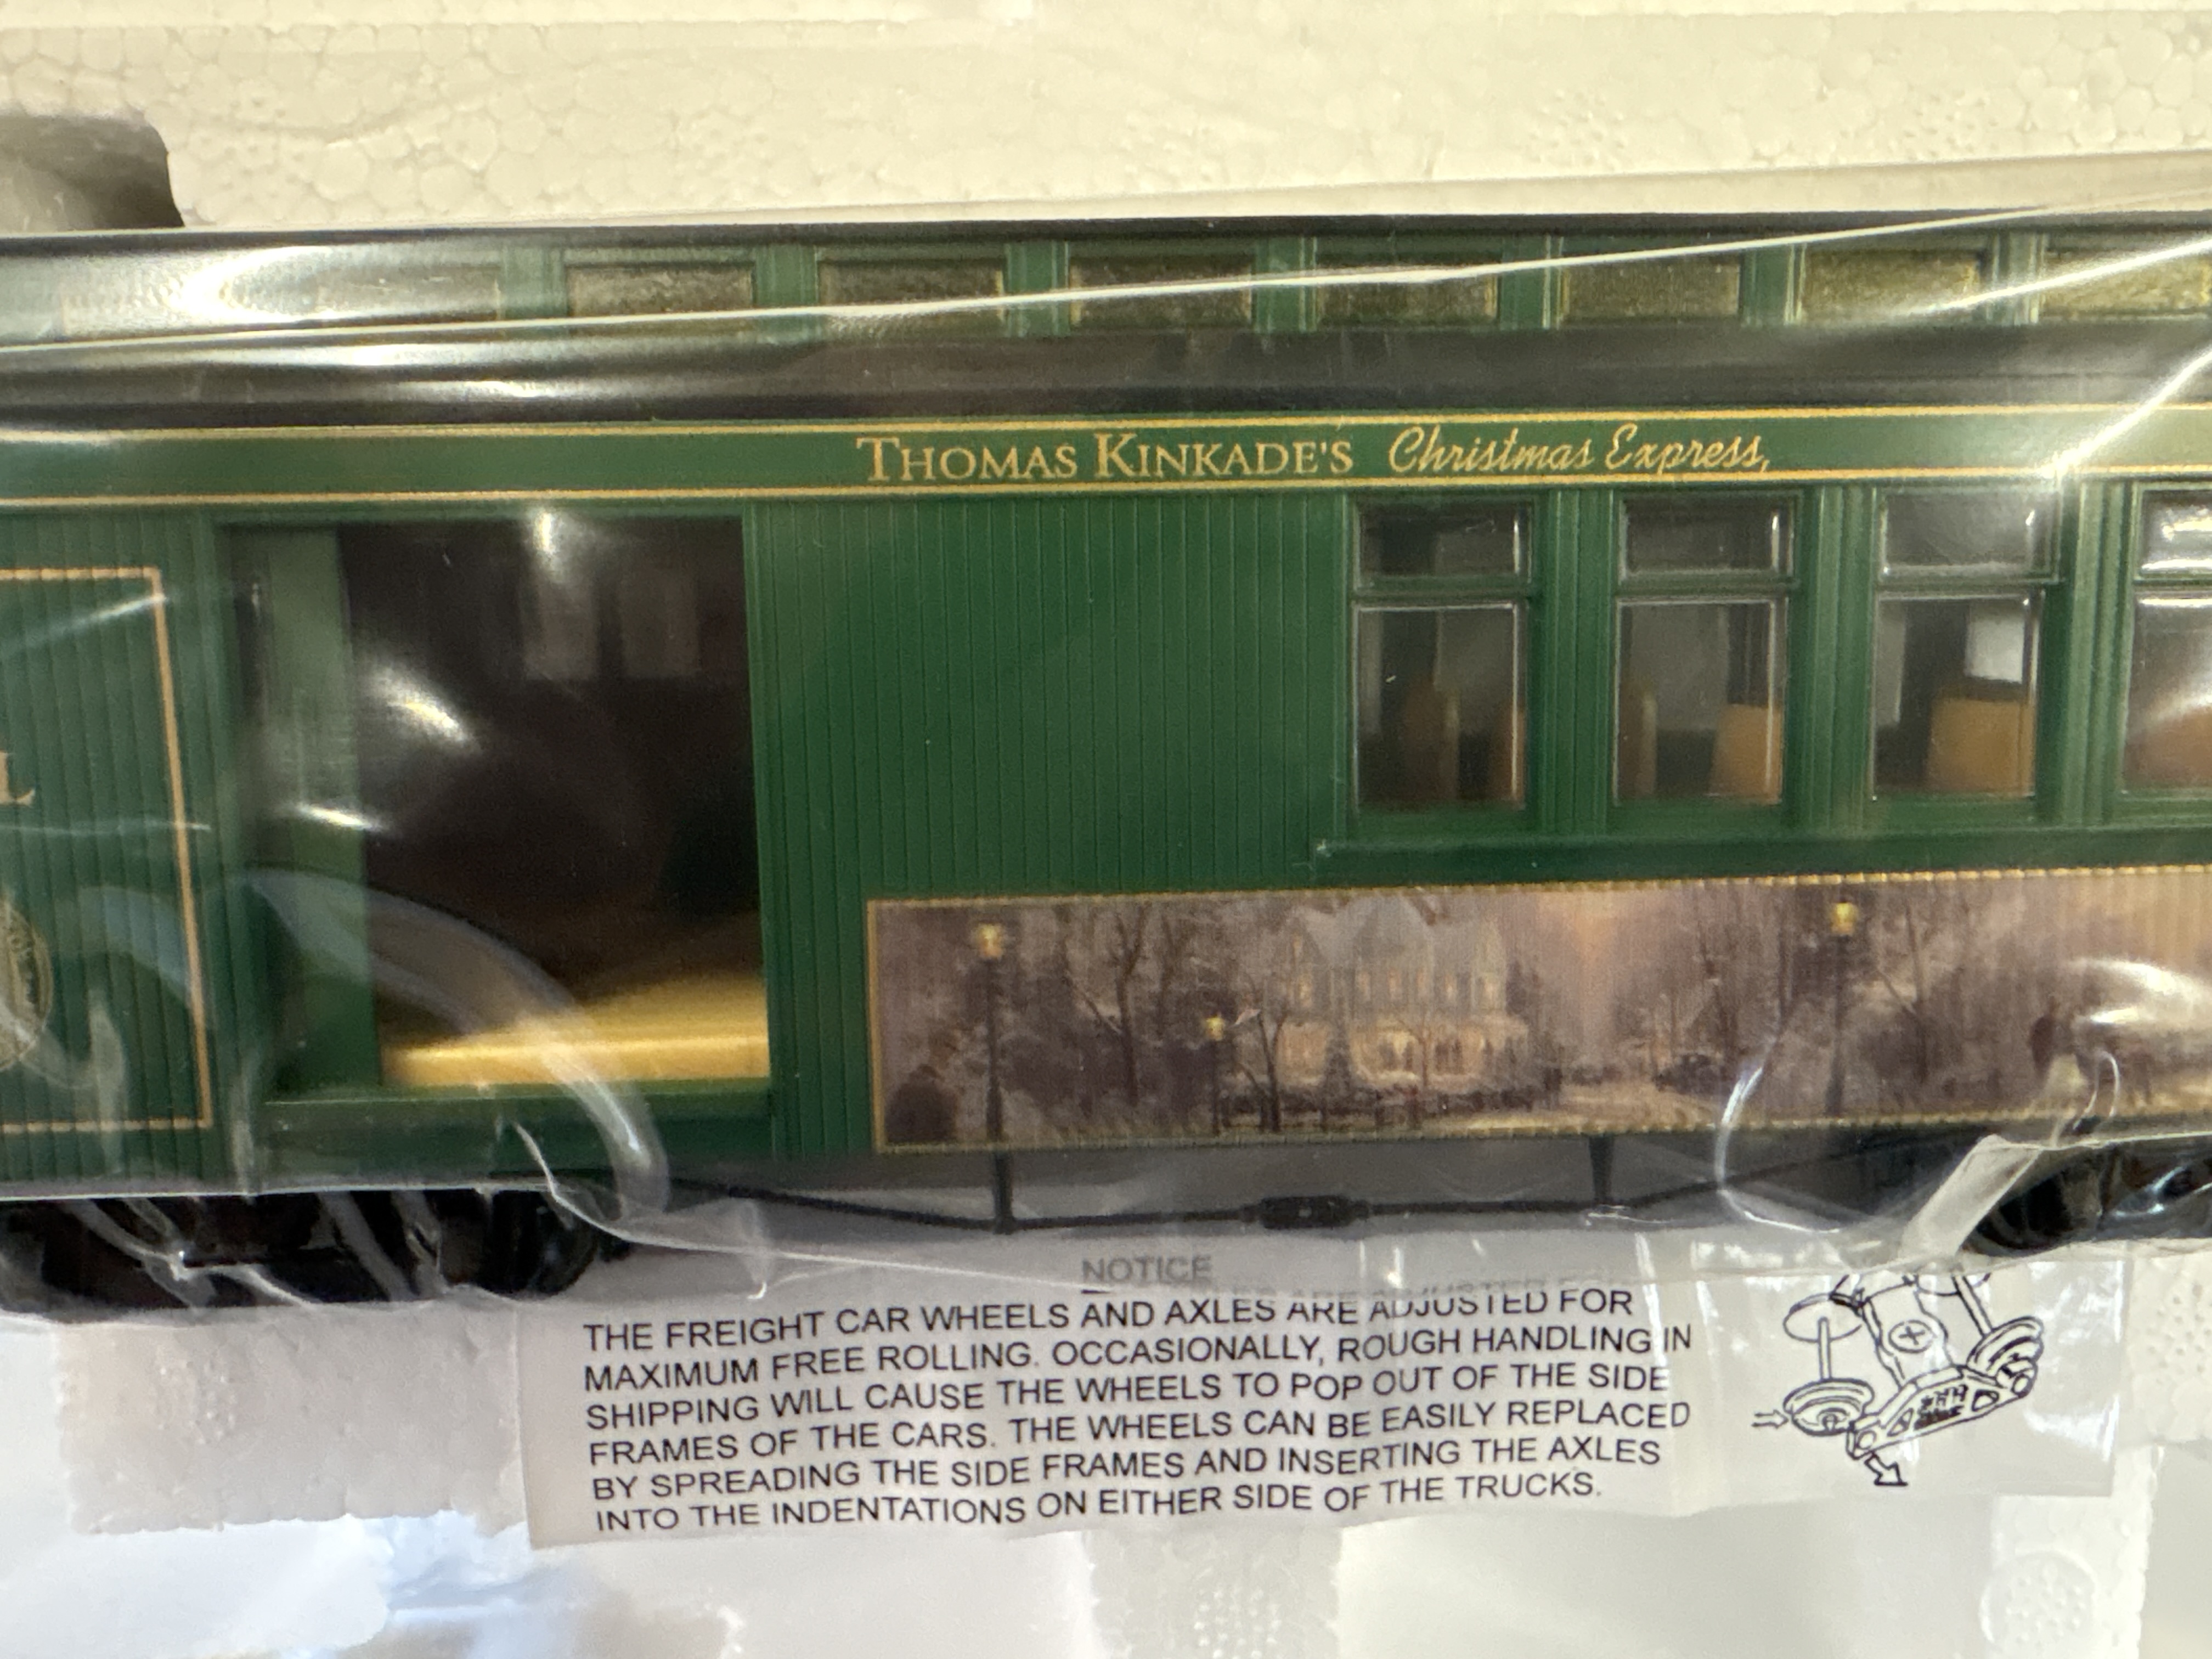 THOMAS KINKADE'S Christmas Express,
L
NOTICE
THE FREIGHT CAR WHEELS AND AXLES ARE ADJUSTED FOR
MAXIMUM FREE ROLLING. OCCASIONALLY, ROUGH HANDLING IN
SHIPPING WILL CAUSE THE WHEELS TO POP OUT OF THE SIDE
FRAMES OF THE CARS. THE WHEELS CAN BE EASILY REPLACED
BY SPREADING THE SIDE FRAMES AND INSERTING THE AXLES
INTO THE INDENTATIONS ON EITHER SIDE OF THE TRUCKS.